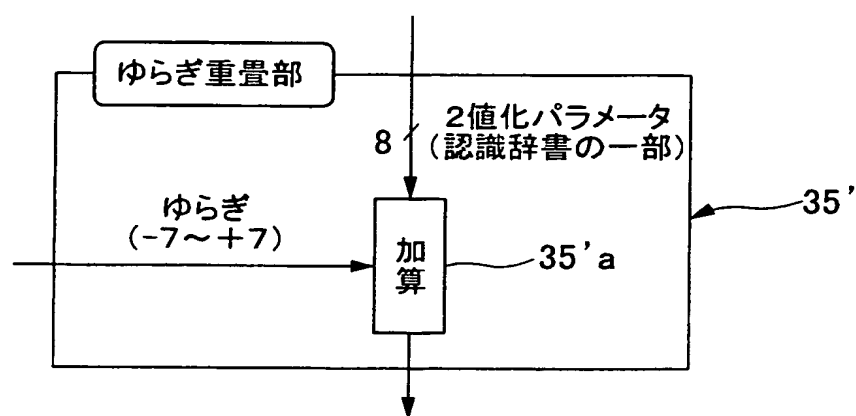 ゆらぎ重畳部
8
2値化パラメータ
(認識辞書の一部)
ゆらぎ
(-7～+7)
加算
35'a
35'